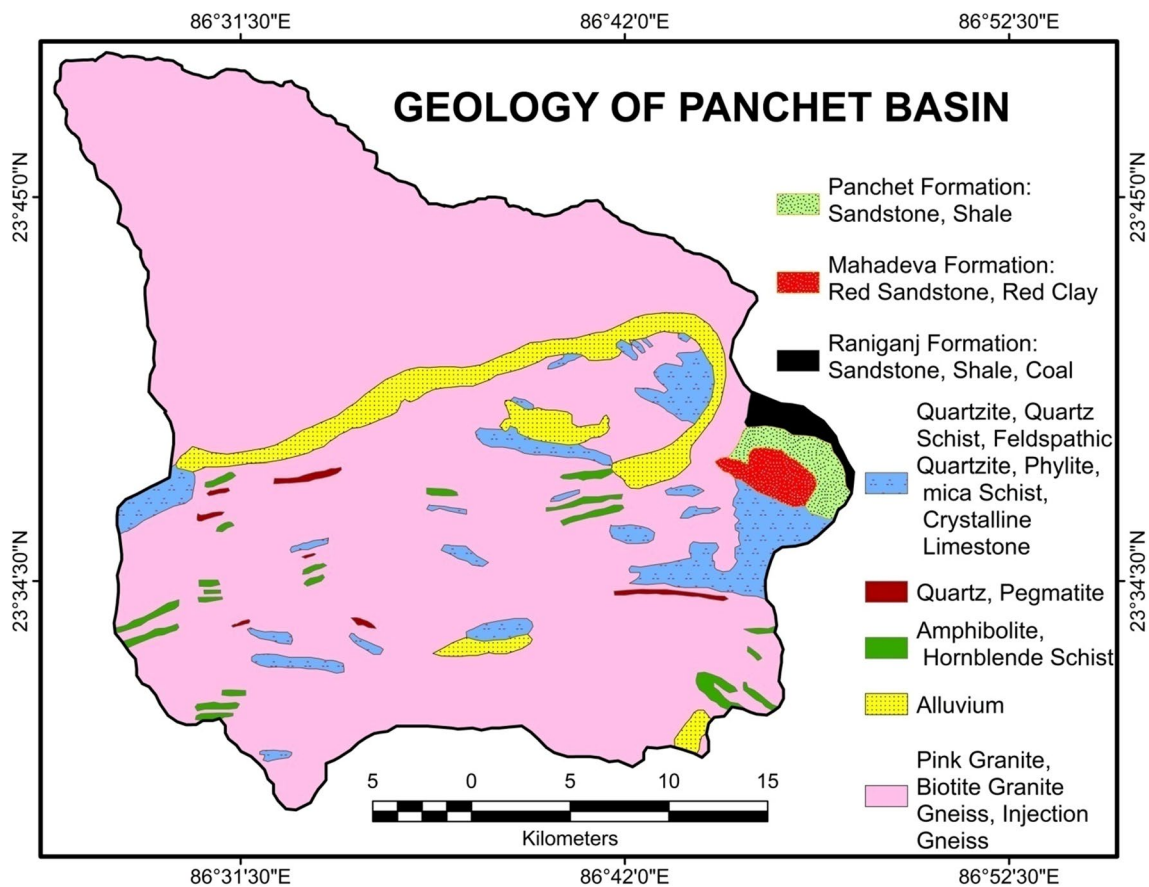 86°31'30"E 86°42'0"E 86°52'30"E
GEOLOGY OF PANCHET BASIN
23°45'0"N
23°45'0"N
Panchet Formation:
Sandstone, Shale
Mahadeva Formation:
Red Sandstone, Red Clay
Raniganj Formation:
Sandstone, Shale, Coal
Quartzite, Quartz
Schist, Feldspathic
Quartzite, Phylite,
mica Schist,
Crystalline
Limestone
23°34'30"N
23°34'30"N
Quartz, Pegmatite
Amphibolite,
Hornblende Schist
Alluvium
Pink Granite,
Biotite Granite
Gneiss, Injection
Gneiss
5 0 5 10 15
Kilometers
86°31'30"E 86°42'0"E 86°52'30"E